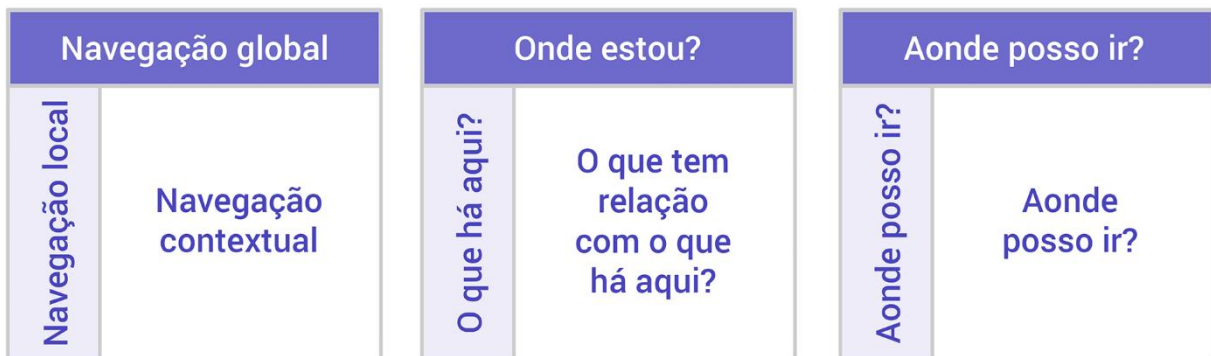 Navegação global
Navegação local
Navegação
contextual
Onde estou?
O que há aqui?
O que tem
relação
com o que
há aqui?
Aonde posso ir?
Aonde posso ir?
Aonde
posso ir?